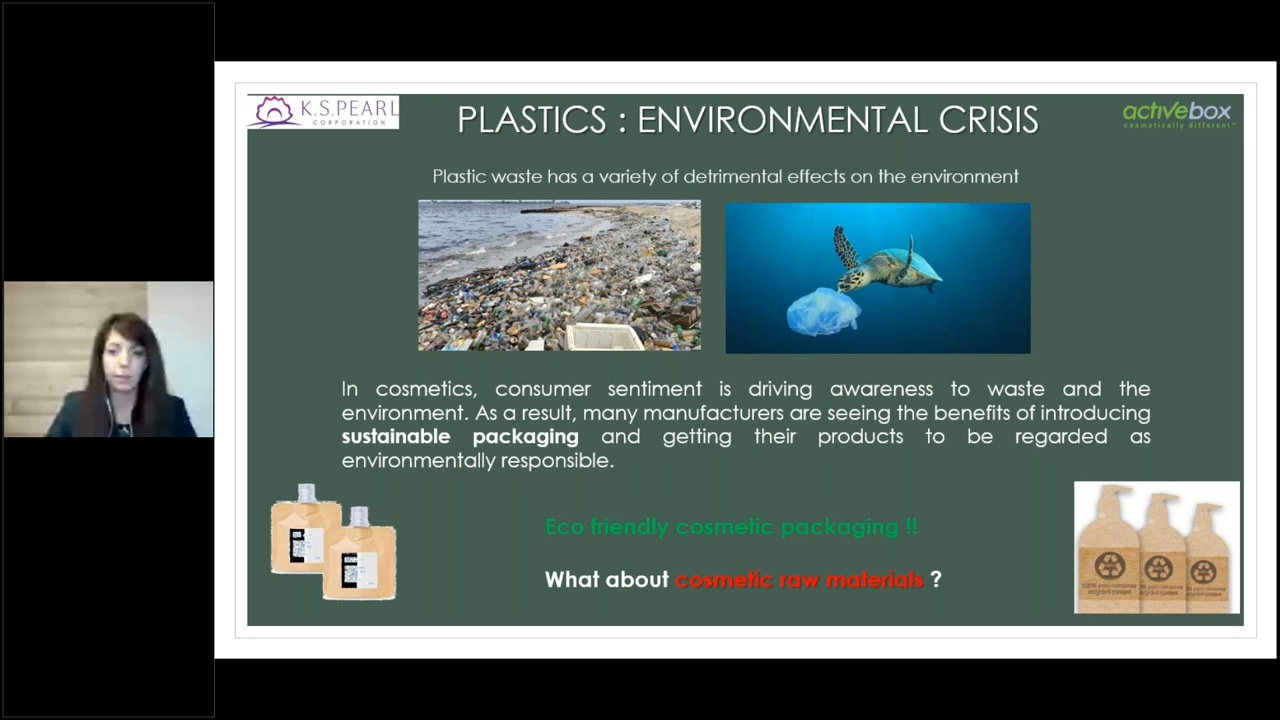 K.S.PEARL
CORPORATION
PLASTICS : ENVIRONMENTAL CRISIS
activebox
cosmetically different™
Plastic waste has a variety of detrimental effects on the environment
In cosmetics, consumer sentiment is driving awareness to waste and the
environment. As a result, many manufacturers are seeing the benefits of introducing
sustainable packaging and getting their products to be regarded as
environmentally responsible.
Eco friendly cosmetic packaging !!
What about cosmetic raw materials ?